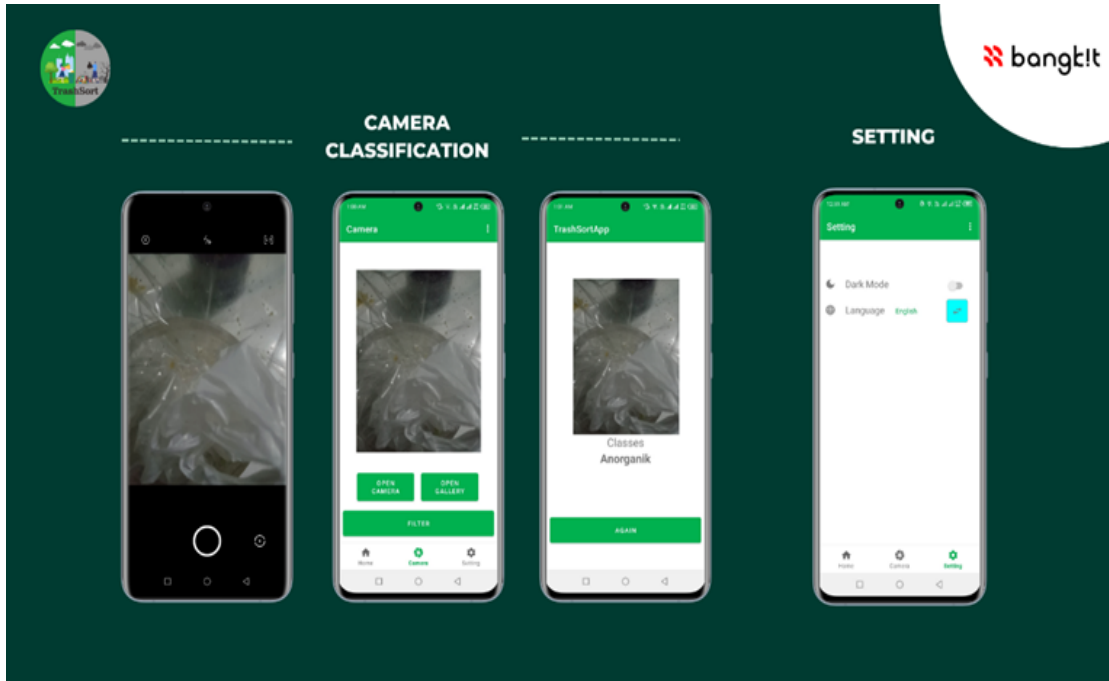 TrashSort
bangk!t
CAMERA
CLASSIFICATION
SETTING
Camera
OPEN
CAMERA
OPEN
GALLERY
FILTER
Home
Camera
Setting
TrashSortApp
Classes
Anorganik
AGAIN
Setting
Dark Mode
Language English
Home
Camera
Setting